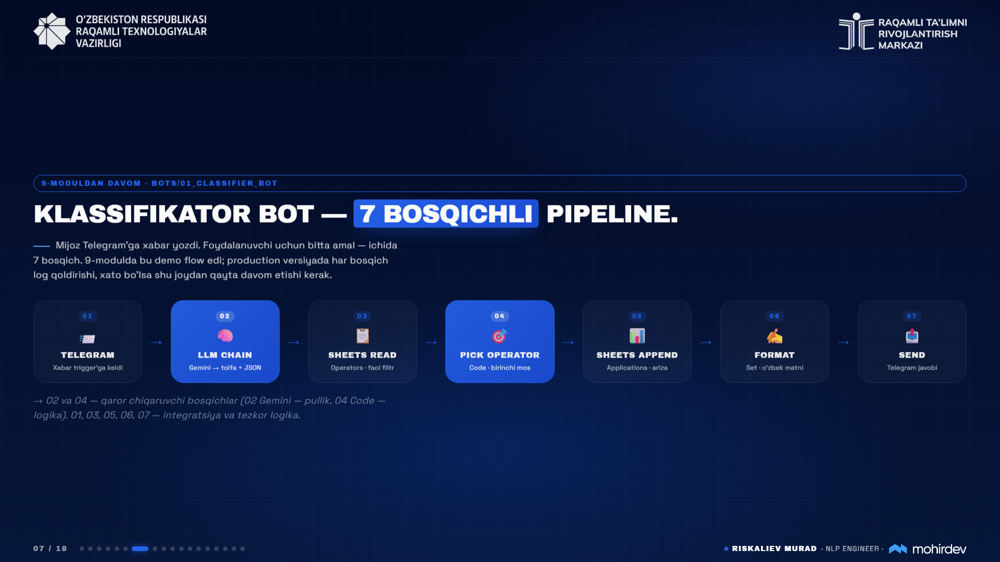 O'ZBEKISTON RESPUBLIKASI
RAQAMLI TEXNOLOGIYALAR
VAZIRLIGI
RAQAMLI TA'LIMNI
RIVOJLANTIRISH
MARKAZI
9-MODULDAN DAVOM · BOTS/01_CLASSIFIER_BOT
KLASSIFIKATOR BOT — 7 BOSQICHLI PIPELINE.
Mijoz Telegram'ga xabar yozdi. Foydalanuvchi uchun bitta amal — ichida
7 bosqich. 9-modulda bu demo flow edi; production versiyada har bosqich
log qoldirishi, xato bo'lsa shu joydan qayta davom etishi kerak.
01
TELEGRAM
Xabar trigger'ga keldi
→
02
LLM CHAIN
Gemini → toifa + JSON
→
03
SHEETS READ
Operators · faol filtr
→
04
PICK OPERATOR
Code · birinchi mos
→
05
SHEETS APPEND
Applications · ariza
→
06
FORMAT
Set · o'zbek matni
→
07
SEND
Telegram javobi
→ 02 va 04 — qaror chiqaruvchi bosqichlar (02 Gemini — pullik, 04 Code —
logika). 01, 03, 05, 06, 07 — integratsiya va tezkor logika.
07 / 18
RISKALIEV MURAD · NLP ENGINEER · mohirdev